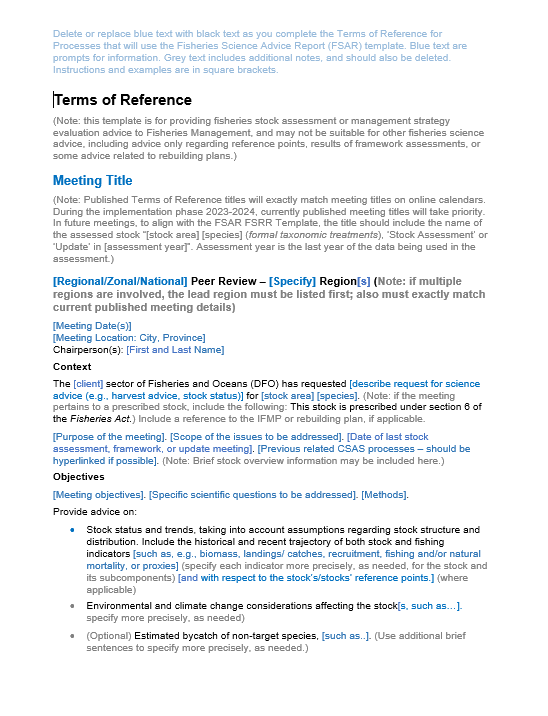 Delete or replace blue text with black text as you complete the Terms of Reference for
Processes that will use the Fisheries Science Advice Report (FSAR) template. Blue text are
prompts for information. Grey text includes additional notes, and should also be deleted.
Instructions and examples are in square brackets.
Terms of Reference
(Note: this template is for providing fisheries stock assessment or management strategy
evaluation advice to Fisheries Management, and may not be suitable for other fisheries science
advice, including advice only regarding reference points, results of framework assessments, or
some advice related to rebuilding plans.)
Meeting Title
(Note: Published Terms of Reference titles will exactly match meeting titles on online calendars.
During the implementation phase 2023-2024, currently published meeting titles will take priority.
In future meetings, to align with the FSAR FSRR Template, the title should include the name of
the assessed stock “[stock area] [species] (formal taxonomic treatments), ‘Stock Assessment’ or
‘Update’ in [assessment year]”. Assessment year is the last year of the data being used in the
assessment.)
[Regional/Zonal/National] Peer Review – [Specify] Region[s] (Note: if multiple
regions are involved, the lead region must be listed first; also must exactly match
current published meeting details)
[Meeting Date(s)]
[Meeting Location: City, Province]
Chairperson(s): [First and Last Name]
Context
The [client] sector of Fisheries and Oceans (DFO) has requested [describe request for science
advice (e.g., harvest advice, stock status)] for [stock area] [species]. (Note: if the meeting
pertains to a prescribed stock, include the following: This stock is prescribed under section 6 of
the Fisheries Act.) Include a reference to the IFMP or rebuilding plan, if applicable.
[Purpose of the meeting]. [Scope of the issues to be addressed]. [Date of last stock
assessment, framework, or update meeting]. [Previous related CSAS processes – should be
hyperlinked if possible]. (Note: Brief stock overview information may be included here.)
Objectives
[Meeting objectives]. [Specific scientific questions to be addressed]. [Methods].
Provide advice on:
• Stock status and trends, taking into account assumptions regarding stock structure and
distribution. Include the historical and recent trajectory of both stock and fishing
indicators [such as, e.g., biomass, landings/ catches, recruitment, fishing and/or natural
mortality, or proxies] (specify each indicator more precisely, as needed, for the stock and
its subcomponents) [and with respect to the stock’s/stocks’ reference points.] (where
applicable)
• Environmental and climate change considerations affecting the stock[s, such as…].
specify more precisely, as needed)
• (Optional) Estimated bycatch of non-target species, [such as..]. (Use additional brief
sentences to specify more precisely, as needed.)